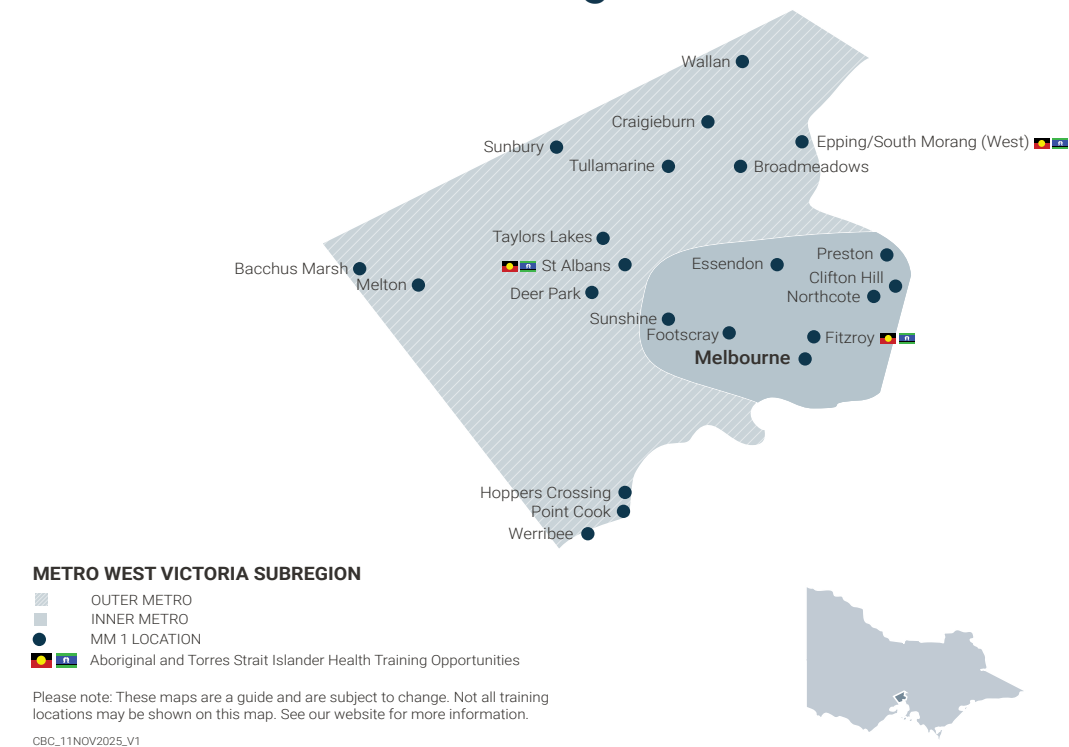 Wallan
Craigieburn
Epping/South Morang (West)
Sunbury
Tullamarine
Broadmeadows
Taylors Lakes
Preston
Bacchus Marsh
St Albans
Essendon
Clifton Hill
Melton
Deer Park
Northcote
Sunshine
Footscray
Fitzroy
Melbourne
Hoppers Crossing
Point Cook
Werribee
METRO WEST VICTORIA SUBREGION
OUTER METRO
INNER METRO
MM 1 LOCATION
Aboriginal and Torres Strait Islander Health Training Opportunities
Please note: These maps are a guide and are subject to change. Not all training
locations may be shown on this map. See our website for more information.
CBC_11NOV2025_V1